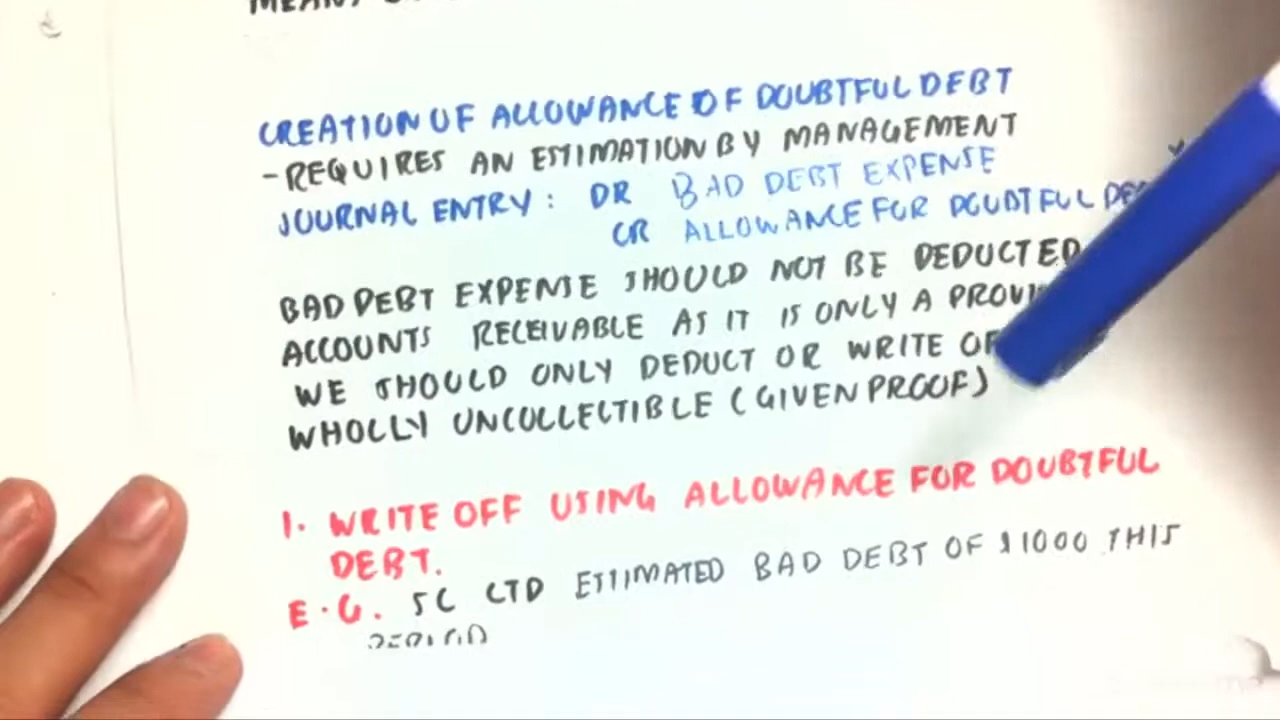 CREATION OF ALLOWANCE OF DOUBTFUL DEBT
- REQUIRES AN ESTIMATION BY MANAGEMENT
JOURNAL ENTRY : DR BAD DEBT EXPENSE
CR ALLOWANCE FOR DOUBTFUL
BAD DEBT EXPENSE SHOULD NOT BE DEDUCTED
ACCOUNTS RECEIVABLE AS IT IS ONLY A
WE SHOULD ONLY DEDUCT OR WRITE
WHOLLY UNCOLLECTIBLE (GIVEN PROOF)
1. WRITE OFF USING ALLOWANCE FOR DOUBTFUL
DEBT.
E.G. SC LTD ESTIMATED BAD DEBT OF $1000 THIS